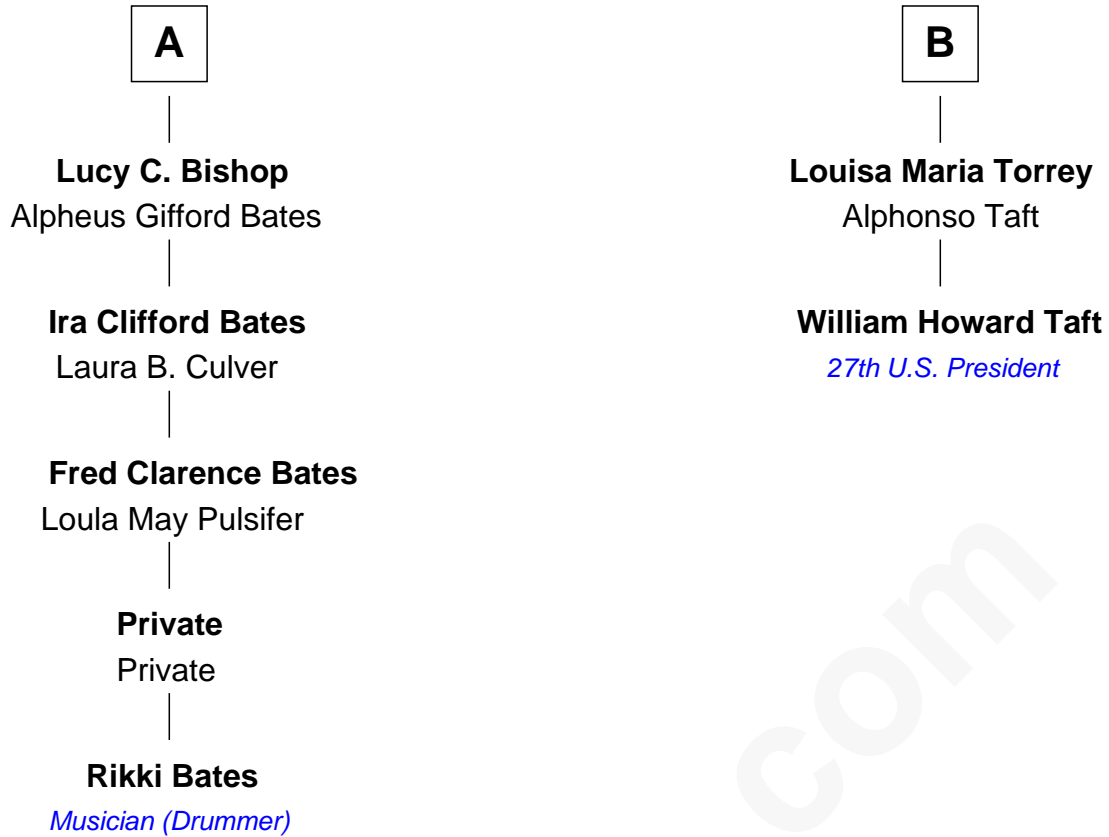 A
Lucy C. Bishop
Alpheus Gifford Bates
Ira Clifford Bates
Laura B. Culver
Fred Clarence Bates
Loula May Pulsifer
Private
Private
Rikki Bates
Musician (Drummer)
B
Louisa Maria Torrey
Alphonso Taft
William Howard Taft
27th U.S. President
com